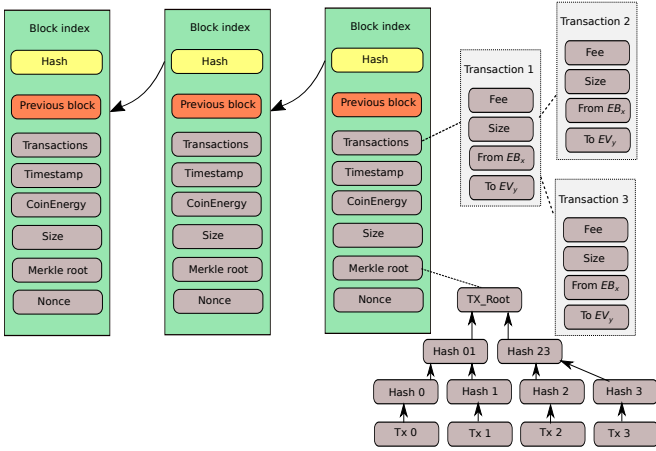 Block index
Hash
Previous block
Transactions
Timestamp
CoinEnergy
Size
Merkle root
Nonce
Block index
Hash
Previous block
Transactions
Timestamp
CoinEnergy
Size
Merkle root
Nonce
Block index
Hash
Previous block
Transactions
Timestamp
CoinEnergy
Size
Merkle root
Nonce
Transaction 1
Fee
Size
From EBₓ
To EVᵧ
Transaction 2
Fee
Size
From EBₓ
To EVᵧ
Transaction 3
Fee
Size
From EBₓ
To EVᵧ
TX_Root
Hash 01
Hash 23
Hash 0
Hash 1
Hash 2
Hash 3
Tx 0
Tx 1
Tx 2
Tx 3